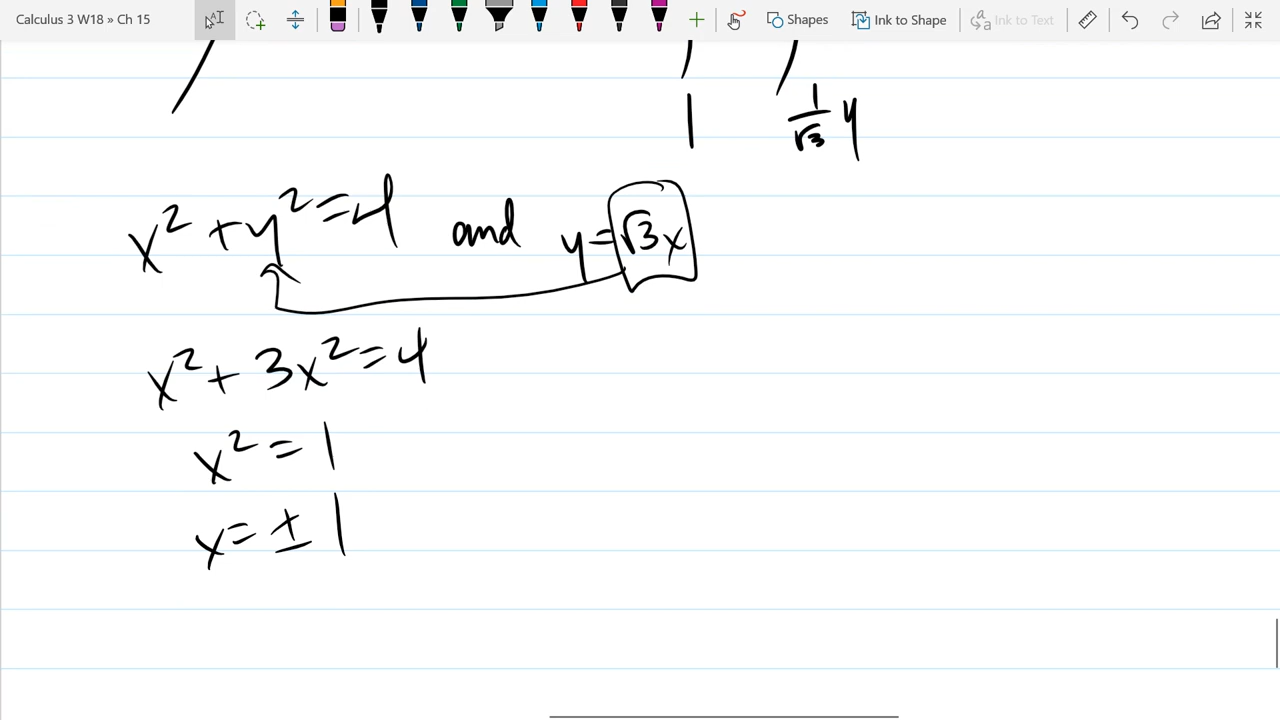 Calculus 3 W18 » Ch 15
Shapes
Ink to Shape
Ink to Text
1
1/√3 y
x² + y² = 4 and y = √3x
x² + 3x² = 4
x² = 1
x = ± 1